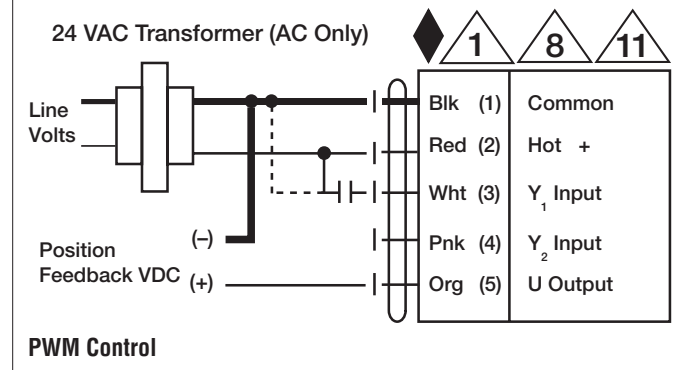 24 VAC Transformer (AC Only)
1
8
11
Line
Volts
Blk (1) Common
Red (2) Hot +
Wht (3) Y1 Input
Pnk (4) Y2 Input
Org (5) U Output
Position
Feedback VDC
(–)
(+)
PWM Control